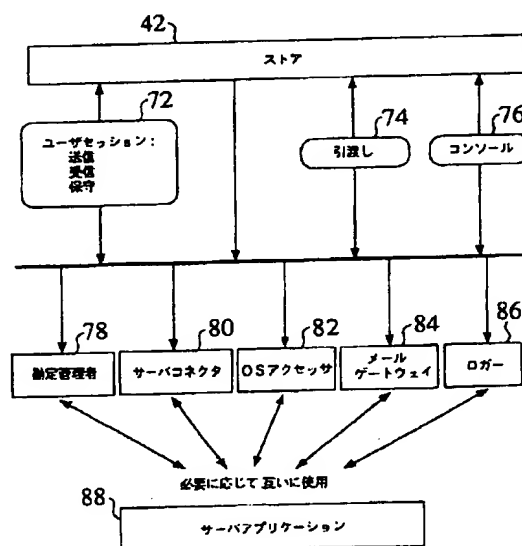 42
ストア
72
ユーザセッション:
送信
受信
保守
74
引渡し
76
コンソール
78
勘定管理者
80
サーバコネクタ
82
OSアクセッサ
84
メール
ゲートウェイ
86
ロガー
必要に応じて互いに使用
88
サーバアプリケーション